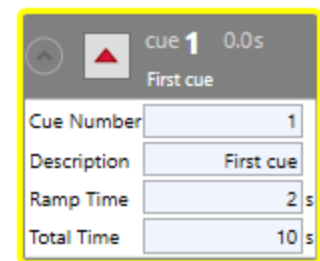 cue 1 0.0s
First cue
Cue Number 1
Description First cue
Ramp Time 2 s
Total Time 10 s